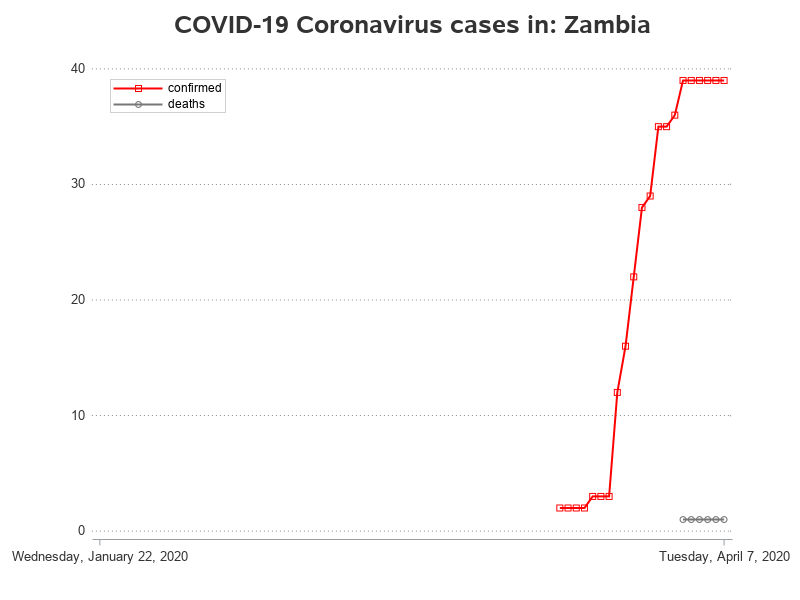 COVID-19 Coronavirus cases in: Zambia
40
confirmed
deaths
30
20
10
0
Wednesday, January 22, 2020
Tuesday, April 7, 2020